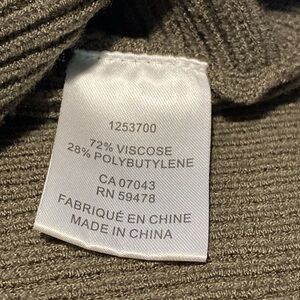 1253700
72% VISCOSE
28% POLYBUTYLENE
CA 07043
RN 59478
FABRIQUÉ EN CHINE
MADE IN CHINA